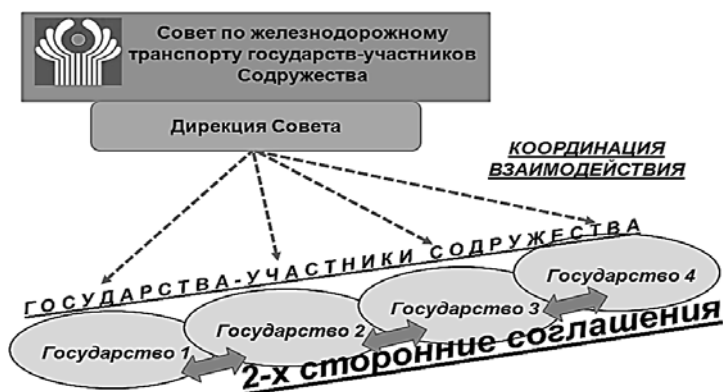 Совет по железнодорожному
транспорту государств-участников
Содружества
Дирекция Совета
КООРДИНАЦИЯ
ВЗАИМОДЕЙСТВИЯ
ГОСУДАРСТВА-УЧАСТНИКИ СОДРУЖЕСТВА
Государство 1
Государство 2
Государство 3
Государство 4
2-х сторонние соглашения